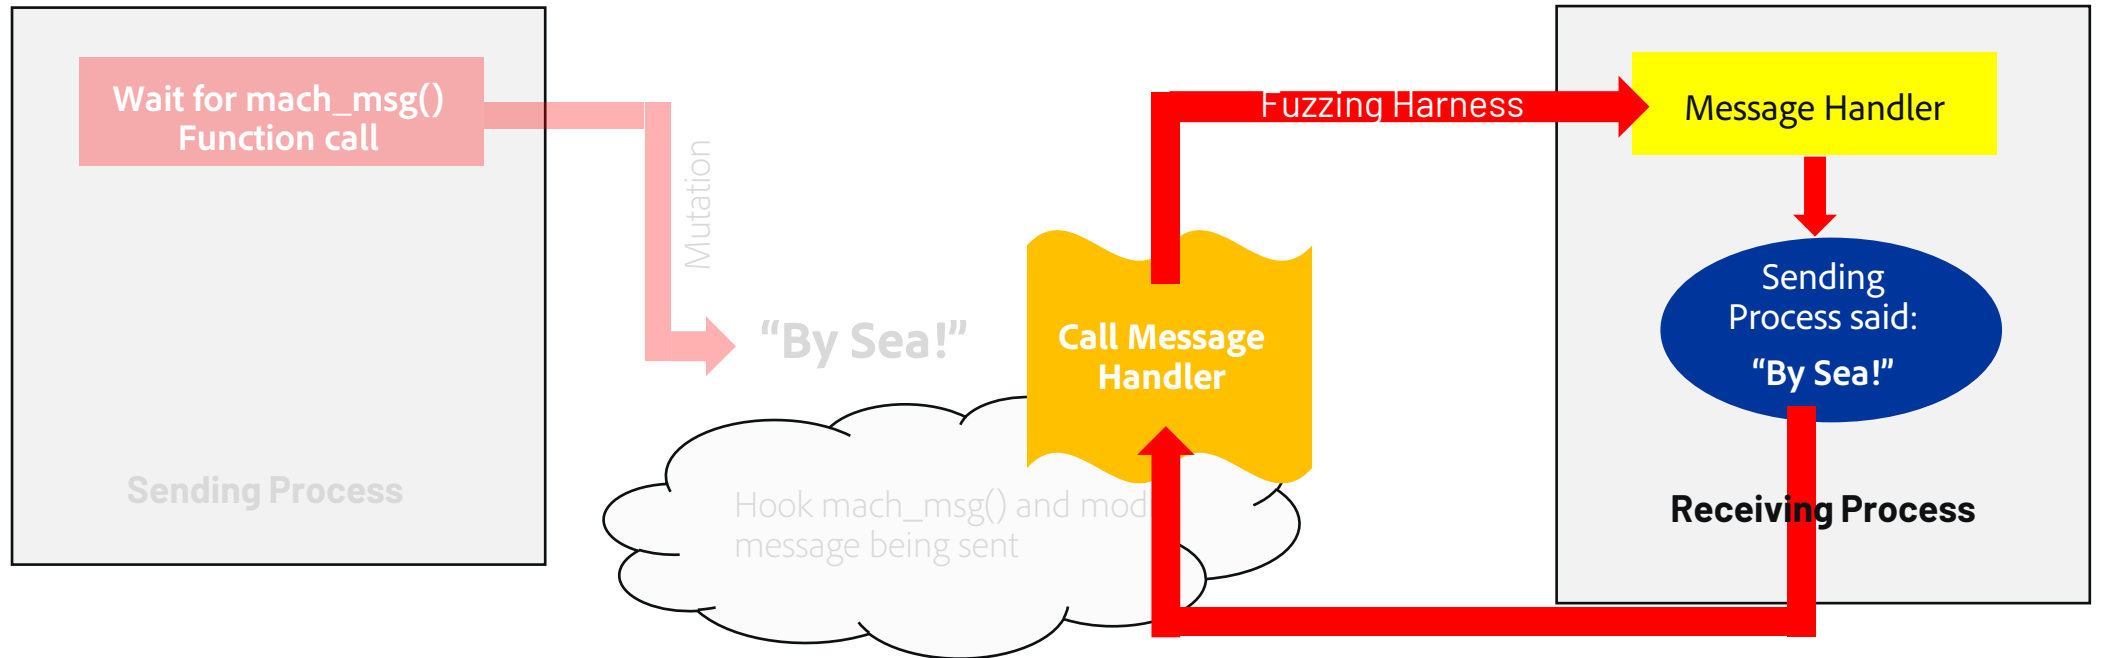 Wait for mach_msg()
Function call
Mutation
“By Sea!”
Sending Process
Hook mach_msg() and mod
message being sent
Call Message
Handler
Fuzzing Harness
Message Handler
Sending
Process said:
“By Sea!”
Receiving Process